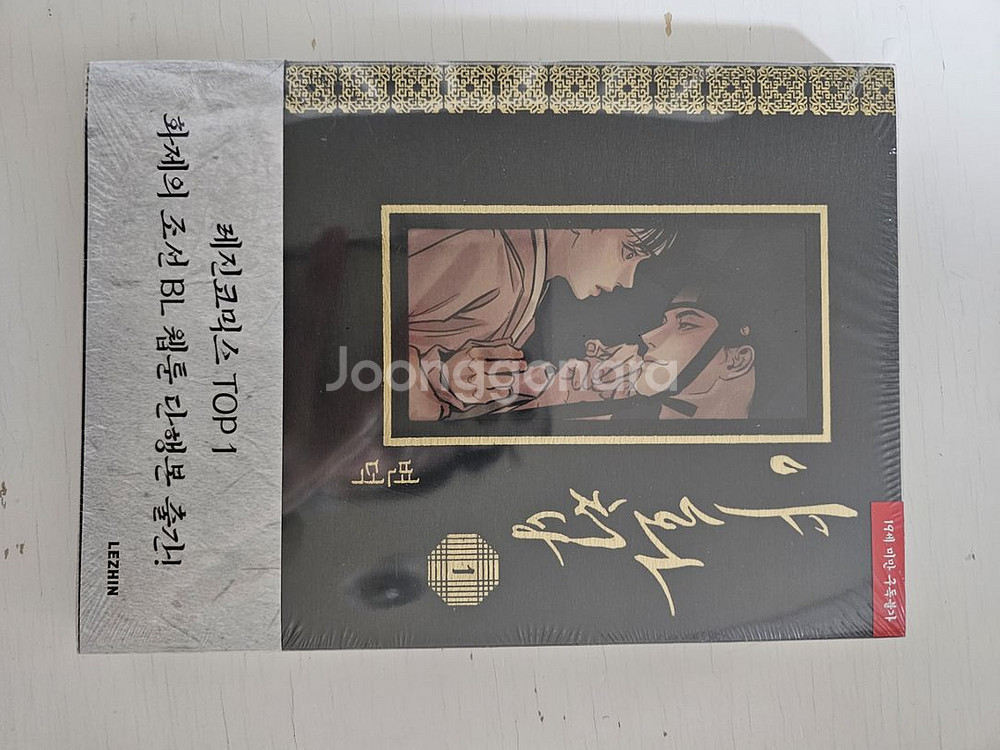 19세 미만 구독불가
야화첩
1
변덕
레진코믹스 TOP 1
화제의 조선 BL 웹툰 단행본 출간!
LEZHIN
Joonggonara